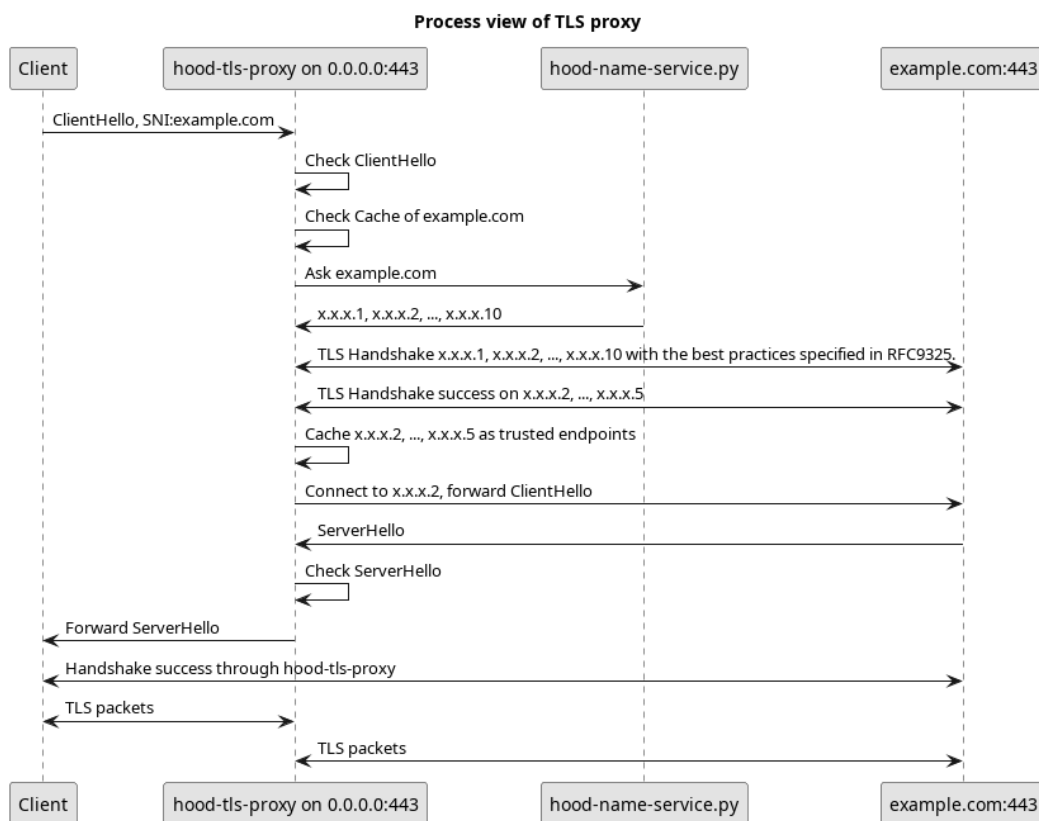 Process view of TLS proxy
Client
hood-tls-proxy on 0.0.0.0:443
hood-name-service.py
example.com:443
ClientHello, SNI:example.com
Check ClientHello
Check Cache of example.com
Ask example.com
x.x.x.1, x.x.x.2, ..., x.x.x.10
TLS Handshake x.x.x.1, x.x.x.2, ..., x.x.x.10 with the best practices specified in RFC9325.
TLS Handshake success on x.x.x.2, ..., x.x.x.5
Cache x.x.x.2, ..., x.x.x.5 as trusted endpoints
Connect to x.x.x.2, forward ClientHello
ServerHello
Check ServerHello
Forward ServerHello
Handshake success through hood-tls-proxy
TLS packets
TLS packets
Client
hood-tls-proxy on 0.0.0.0:443
hood-name-service.py
example.com:443